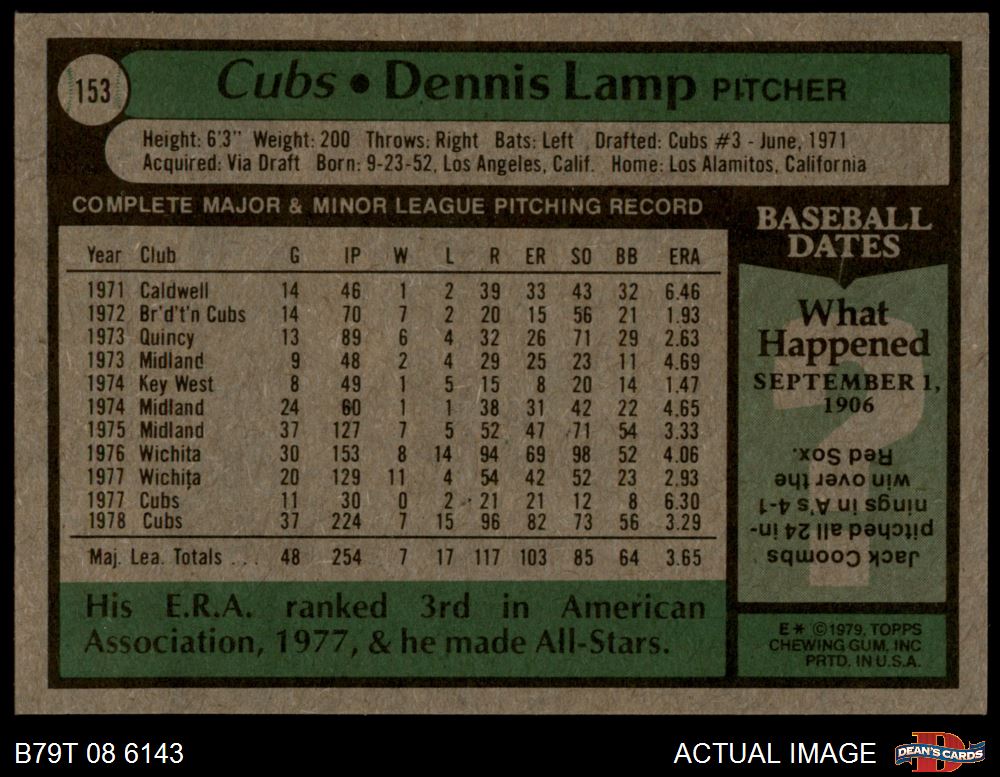 153
Cubs • Dennis Lamp PITCHER
Height: 6'3" Weight: 200 Throws: Right Bats: Left Drafted: Cubs #3 - June, 1971
Acquired: Via Draft Born: 9-23-52, Los Angeles, Calif. Home: Los Alamitos, California
COMPLETE MAJOR & MINOR LEAGUE PITCHING RECORD
Year Club G IP W L R ER SO BB ERA
1971 Caldwell 14 46 1 2 39 33 43 32 6.46
1972 Br'd't'n Cubs 14 70 7 2 20 15 56 21 1.93
1973 Quincy 13 89 6 4 32 26 71 29 2.63
1973 Midland 9 48 2 4 29 25 23 11 4.69
1974 Key West 8 49 1 5 15 8 20 14 1.47
1974 Midland 24 60 1 1 38 31 42 22 4.65
1975 Midland 37 127 7 5 52 47 71 54 3.33
1976 Wichita 30 153 8 14 94 69 98 52 4.06
1977 Wichita 20 129 11 4 54 42 52 23 2.93
1977 Cubs 11 30 0 2 21 21 12 8 6.30
1978 Cubs 37 224 7 15 96 82 73 56 3.29
Maj. Lea. Totals ... 48 254 7 17 117 103 85 64 3.65
His E.R.A. ranked 3rd in American
Association, 1977, & he made All-Stars.
BASEBALL
DATES
What
Happened
SEPTEMBER 1,
1906
?
Jack Coombs
pitched all 24 in-
nings in A's 4-1
win over the
Red Sox.
E* ©1979, TOPPS
CHEWING GUM, INC
PRTD. IN U.S.A.
B79T 08 6143
ACTUAL IMAGE
D
DEAN'S CARDS